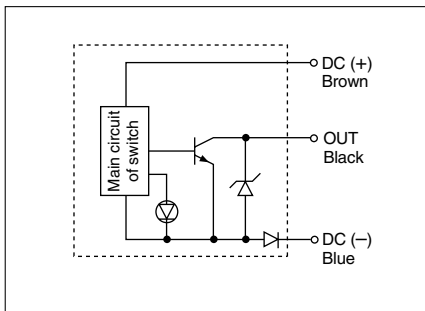 DC (+)
Brown
OUT
Black
Main circuit
of switch
DC (−)
Blue